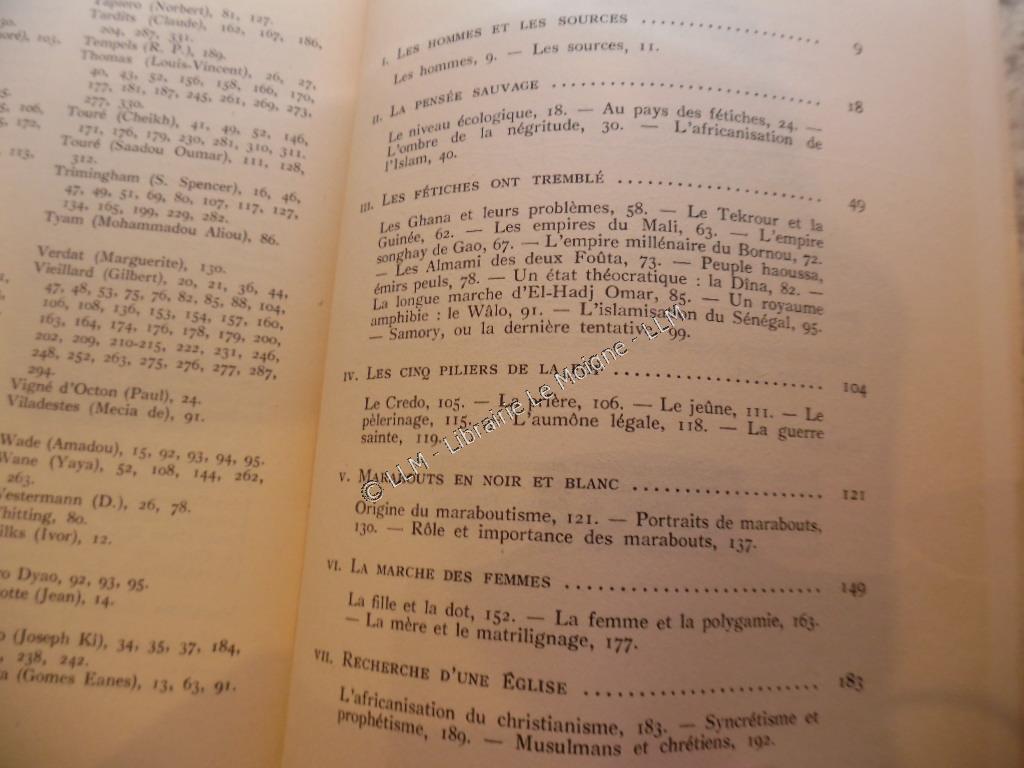 Tapiero (Norbert), 81, 127.
Tardits (Claude), 162, 167, 186,
204, 287, 331.
Tempels (R. P.), 189.
Thomas (Louis-Vincent), 26, 27,
40, 43, 52, 156, 158, 166, 170,
177, 181, 187, 245, 261, 269, 273,
277, 330.
Touré (Cheikh), 41, 49, 52, 146,
171, 176, 179, 230, 281, 310, 311.
Touré (Saadou Oumar), 111, 128,
312.
Trimingham (S. Spencer), 16, 46,
47, 49, 51, 69, 80, 107, 117, 127,
134, 165, 199, 229, 282.
Tyam (Mohammadou Aliou), 86.
Verdat (Marguerite), 130.
Vieillard (Gilbert), 20, 21, 36, 44,
47, 48, 53, 75, 76, 82, 85, 88, 104,
106, 108, 136, 153, 154, 157, 160,
163, 164, 174, 176, 178, 179, 200,
202, 209, 210-215, 222, 231, 246,
248, 252, 263, 275, 276, 277, 287,
294.
Vigné d'Octon (Paul), 24.
Viladestes (Mecia de), 91.
Wade (Amadou), 15, 92, 93, 94, 95.
Wane (Yaya), 52, 108, 144, 262,
263.
Westermann (D.), 26, 78.
Whitting, 80.
Wilks (Ivor), 12.
ro Dyao, 92, 93, 95.
otte (Jean), 14.
o (Joseph Ki), 34, 35, 37, 184,
, 238, 242.
a (Gomes Eanes), 13, 63, 91.
I. LES HOMMES ET LES SOURCES .................... 9
Les hommes, 9. — Les sources, 11.
II. LA PENSÉE SAUVAGE .................... 18
Le niveau écologique, 18. — Au pays des fétiches, 24. —
L'ombre de la négritude, 30. — L'africanisation de
l'Islam, 40.
III. LES FÉTICHES ONT TREMBLÉ .................... 49
Les Ghana et leurs problèmes, 58. — Le Tekrour et la
Guinée, 62. — Les empires du Mali, 63. — L'empire
songhay de Gao, 67. — L'empire millénaire du Bornou, 72.
— Les Almami des deux Foûta, 73. — Peuple haoussa,
émirs peuls, 78. — Un état théocratique : la Dîna, 82. —
La longue marche d'El-Hadj Omar, 85. — Un royaume
amphibie : le Wâlo, 91. — L'islamisation du Sénégal, 95.
— Samory, ou la dernière tentative, 99.
IV. LES CINQ PILIERS DE LA FOI .................... 104
Le Credo, 105. — La prière, 106. — Le jeûne, 111. — Le
pèlerinage, 115. — L'aumône légale, 118. — La guerre
sainte, 119.
V. MARABOUTS EN NOIR ET BLANC .................... 121
Origine du maraboutisme, 121. — Portraits de marabouts,
130. — Rôle et importance des marabouts, 137.
VI. LA MARCHE DES FEMMES .................... 149
La fille et la dot, 152. — La femme et la polygamie, 163.
— La mère et le matrilignage, 177.
VII. RECHERCHE D'UNE ÉGLISE .................... 183
L'africanisation du christianisme, 183. — Syncrétisme et
prophétisme, 189. — Musulmans et chrétiens, 192.
© LLM - Librairie Le Moigne - LLM